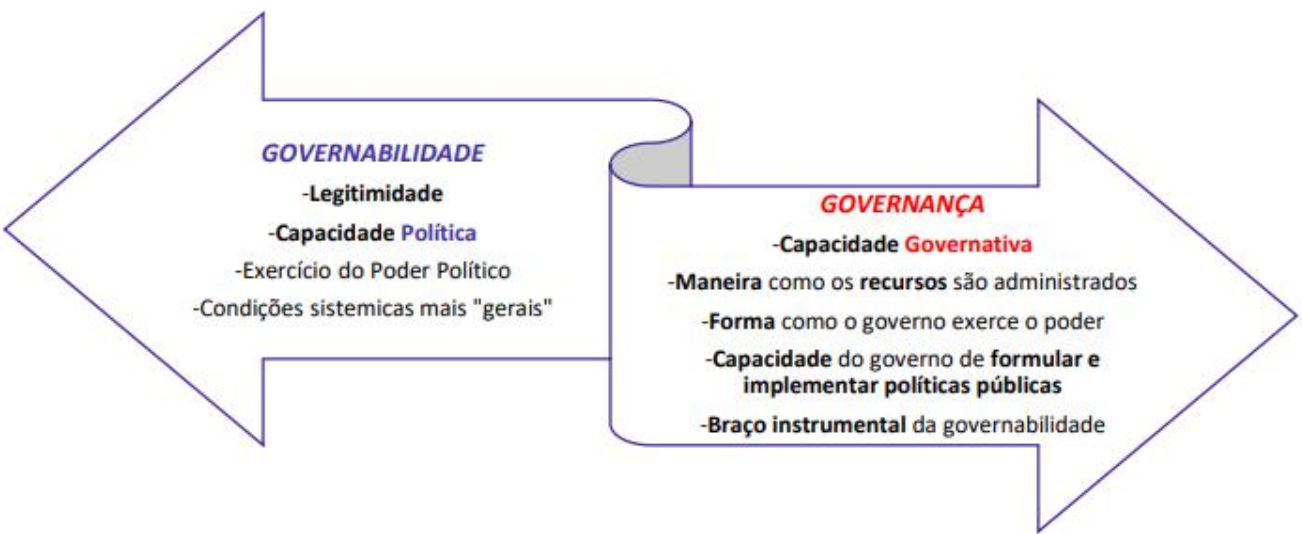 GOVERNABILIDADE
-Legitimidade
-Capacidade Política
-Exercício do Poder Político
-Condições sistemicas mais "gerais"
GOVERNANÇA
-Capacidade Governativa
-Maneira como os recursos são administrados
-Forma como o governo exerce o poder
-Capacidade do governo de formular e
implementar políticas públicas
-Braço instrumental da governabilidade